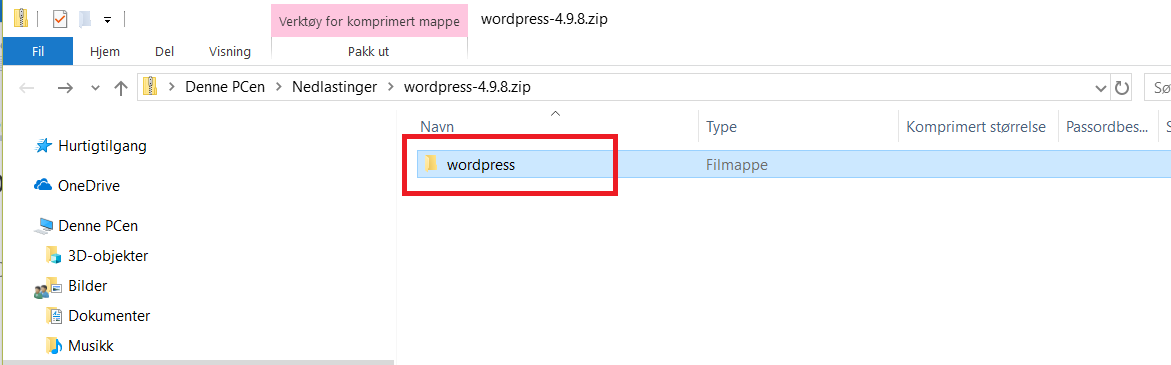 Verktøy for komprimert mappe
wordpress-4.9.8.zip
Fil
Hjem
Del
Visning
Pakk ut
Denne PCen
Nedlastinger
wordpress-4.9.8.zip
Sø
Navn
Type
Komprimert størrelse
Passordbes...
S
wordpress
Filmappe
Hurtigtilgang
OneDrive
Denne PCen
3D-objekter
Bilder
Dokumenter
Musikk